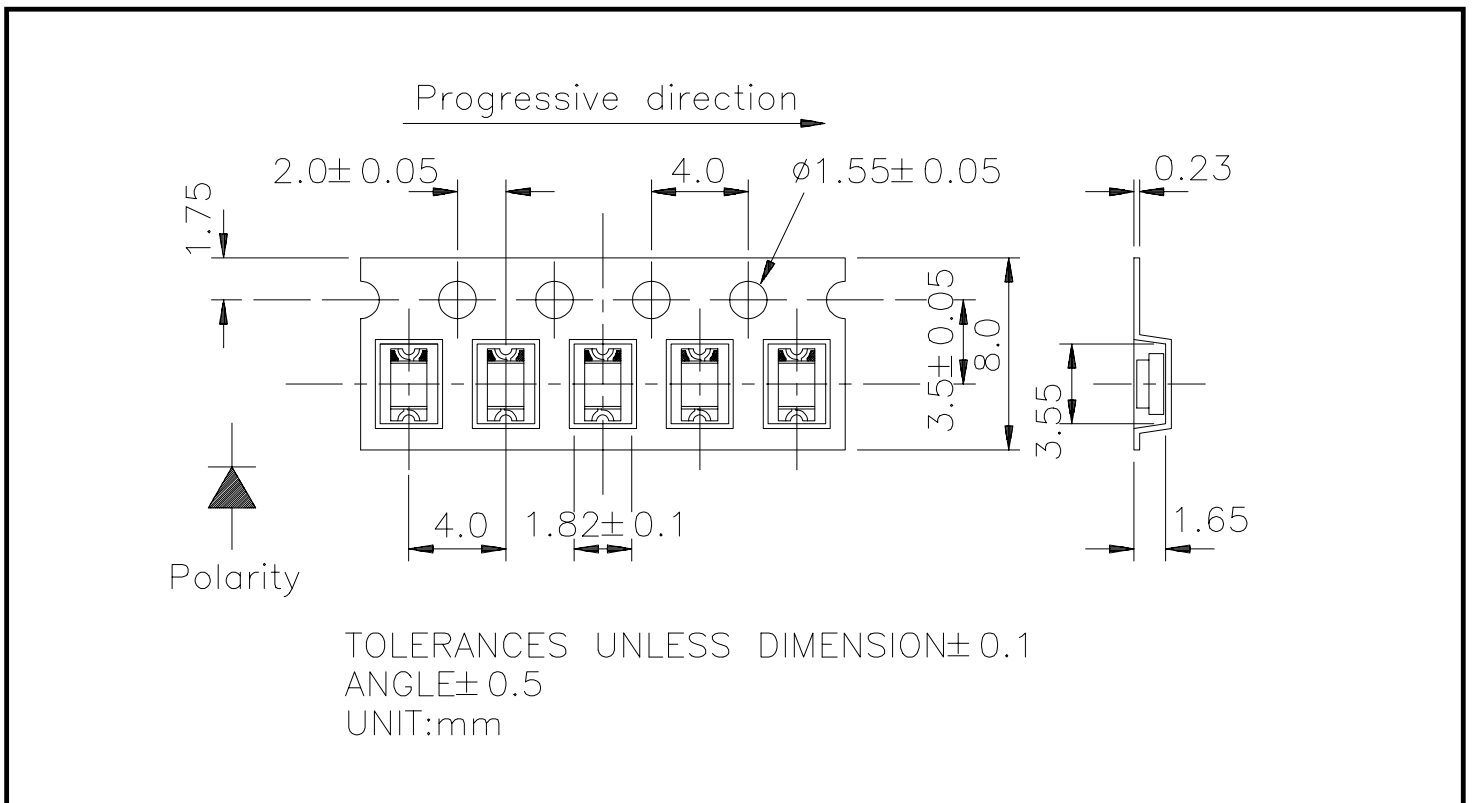 Progressive direction
2.0±0.05
4.0
ø1.55±0.05
0.23
1.75
3.5±0.05
8.0
3.55
4.0
1.82±0.1
1.65
Polarity
TOLERANCES UNLESS DIMENSION±0.1
ANGLE±0.5
UNIT:mm